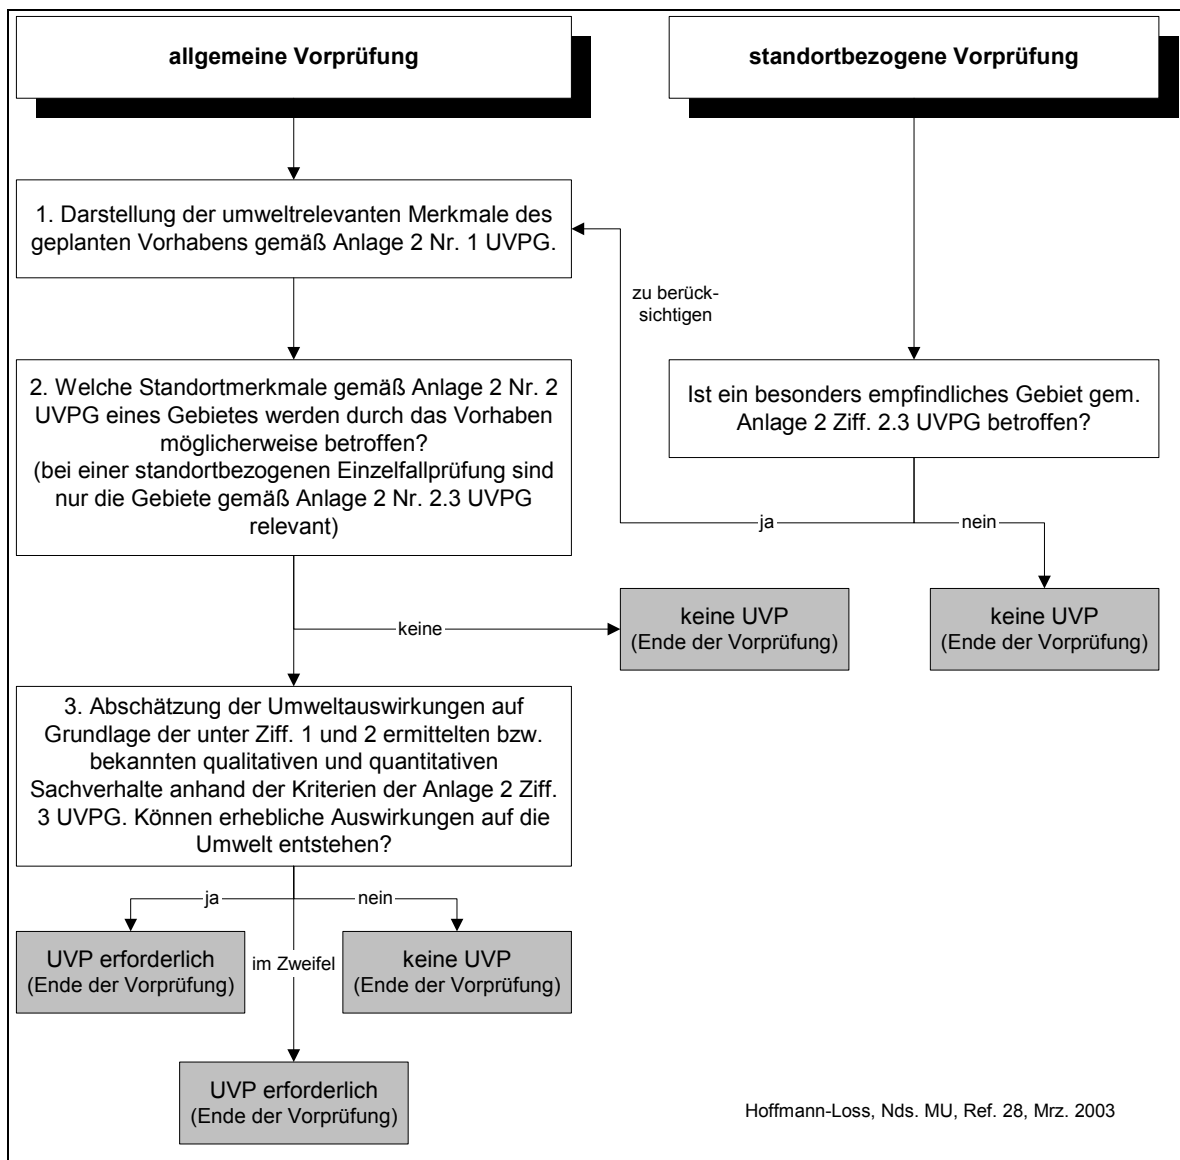 allgemeine Vorprüfung
standortbezogene Vorprüfung
1. Darstellung der umweltrelevanten Merkmale des
geplanten Vorhabens gemäß Anlage 2 Nr. 1 UVPG.
zu berück-
sichtigen
2. Welche Standortmerkmale gemäß Anlage 2 Nr. 2
UVPG eines Gebietes werden durch das Vorhaben
möglicherweise betroffen?
(bei einer standortbezogenen Einzelfallprüfung sind
nur die Gebiete gemäß Anlage 2 Nr. 2.3 UVPG
relevant)
Ist ein besonders empfindliches Gebiet gem.
Anlage 2 Ziff. 2.3 UVPG betroffen?
ja
nein
keine
keine UVP
(Ende der Vorprüfung)
keine UVP
(Ende der Vorprüfung)
3. Abschätzung der Umweltauswirkungen auf
Grundlage der unter Ziff. 1 und 2 ermittelten bzw.
bekannten qualitativen und quantitativen
Sachverhalte anhand der Kriterien der Anlage 2 Ziff.
3 UVPG. Können erhebliche Auswirkungen auf die
Umwelt entstehen?
ja
nein
UVP erforderlich
(Ende der Vorprüfung)
im Zweifel
keine UVP
(Ende der Vorprüfung)
UVP erforderlich
(Ende der Vorprüfung)
Hoffmann-Loss, Nds. MU, Ref. 28, Mrz. 2003